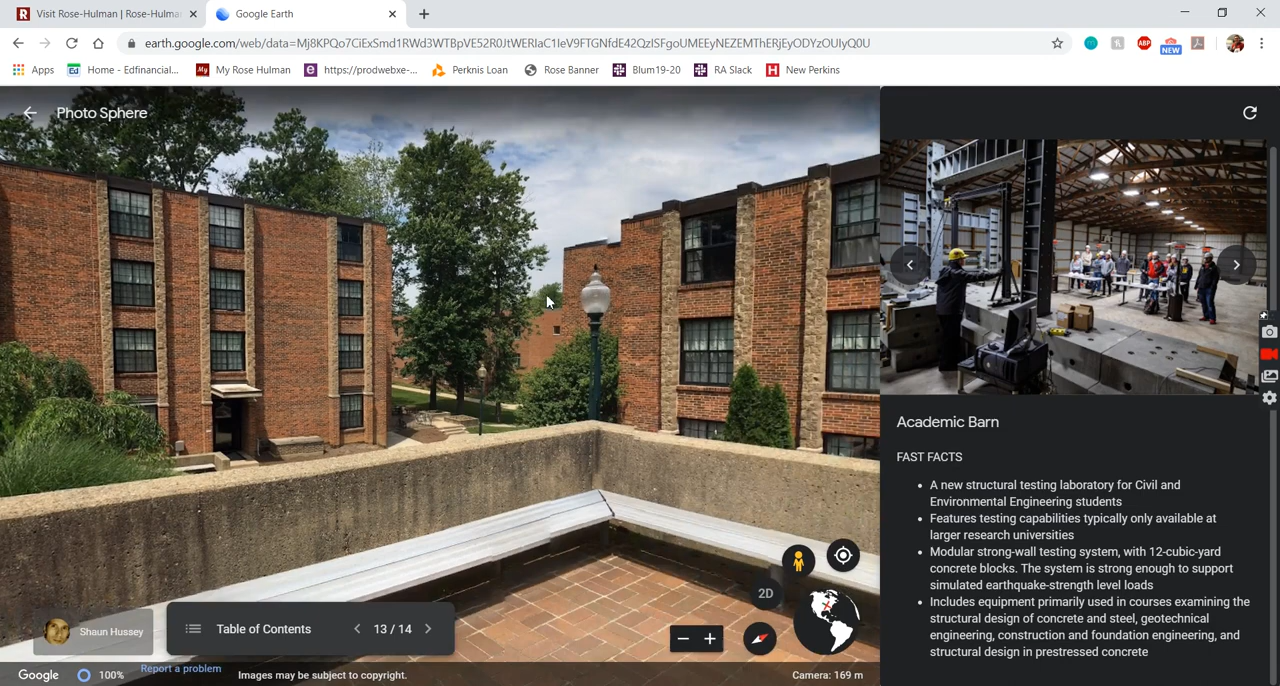 Visit Rose-Hulman | Rose-Hulma
Google Earth
earth.google.com/web/data=Mj8KPQo7CiExSmd1RWd3WTBpVE52R0JtWERIaC1IeV9FTGNfdE42QzISFgoUMEEyNEZEMThERjEyODYzOUIyQ0U
ABP
NEW
Apps
Home - Edfinancial...
My Rose Hulman
https://prodwebxe-...
Perknis Loan
Rose Banner
Blum19-20
RA Slack
New Perkins
Photo Sphere
Academic Barn
FAST FACTS
A new structural testing laboratory for Civil and
Environmental Engineering students
Features testing capabilities typically only available at
larger research universities
Modular strong-wall testing system, with 12-cubic-yard
concrete blocks. The system is strong enough to support
simulated earthquake-strength level loads
Includes equipment primarily used in courses examining the
structural design of concrete and steel, geotechnical
engineering, construction and foundation engineering, and
structural design in prestressed concrete
2D
Shaun Hussey
Table of Contents
13 / 14
Google
100%
Report a problem
Images may be subject to copyright.
Camera: 169 m